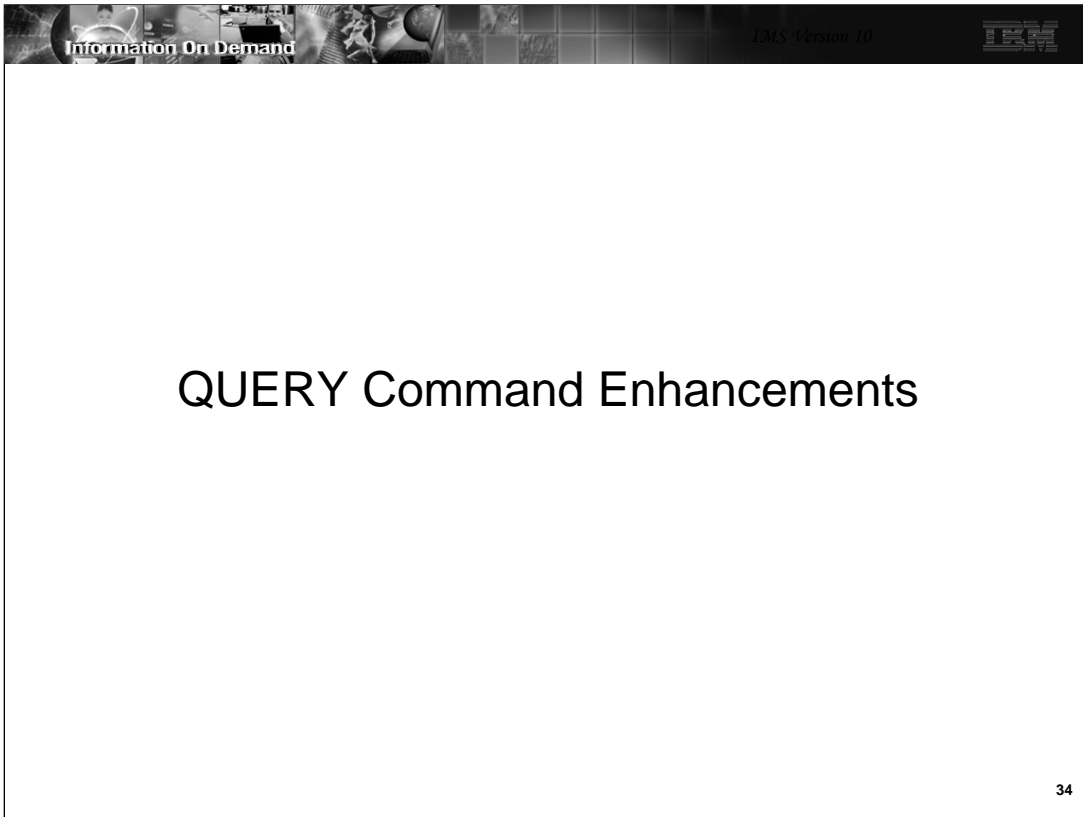 Information On Demand
IMS Version 10
IBM
QUERY Command Enhancements
34